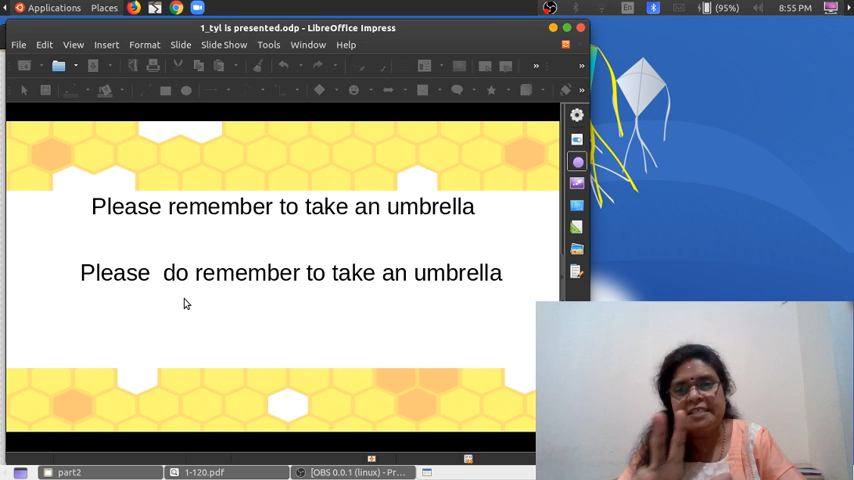 Applications Places En (95%) 8:55 PM
1_tyl is presented.odp - LibreOffice Impress
File Edit View Insert Format Slide Slide Show Tools Window Help
Please remember to take an umbrella
Please do remember to take an umbrella
part2 1-120.pdf [OBS 0.0.1 (linux) - Pr...